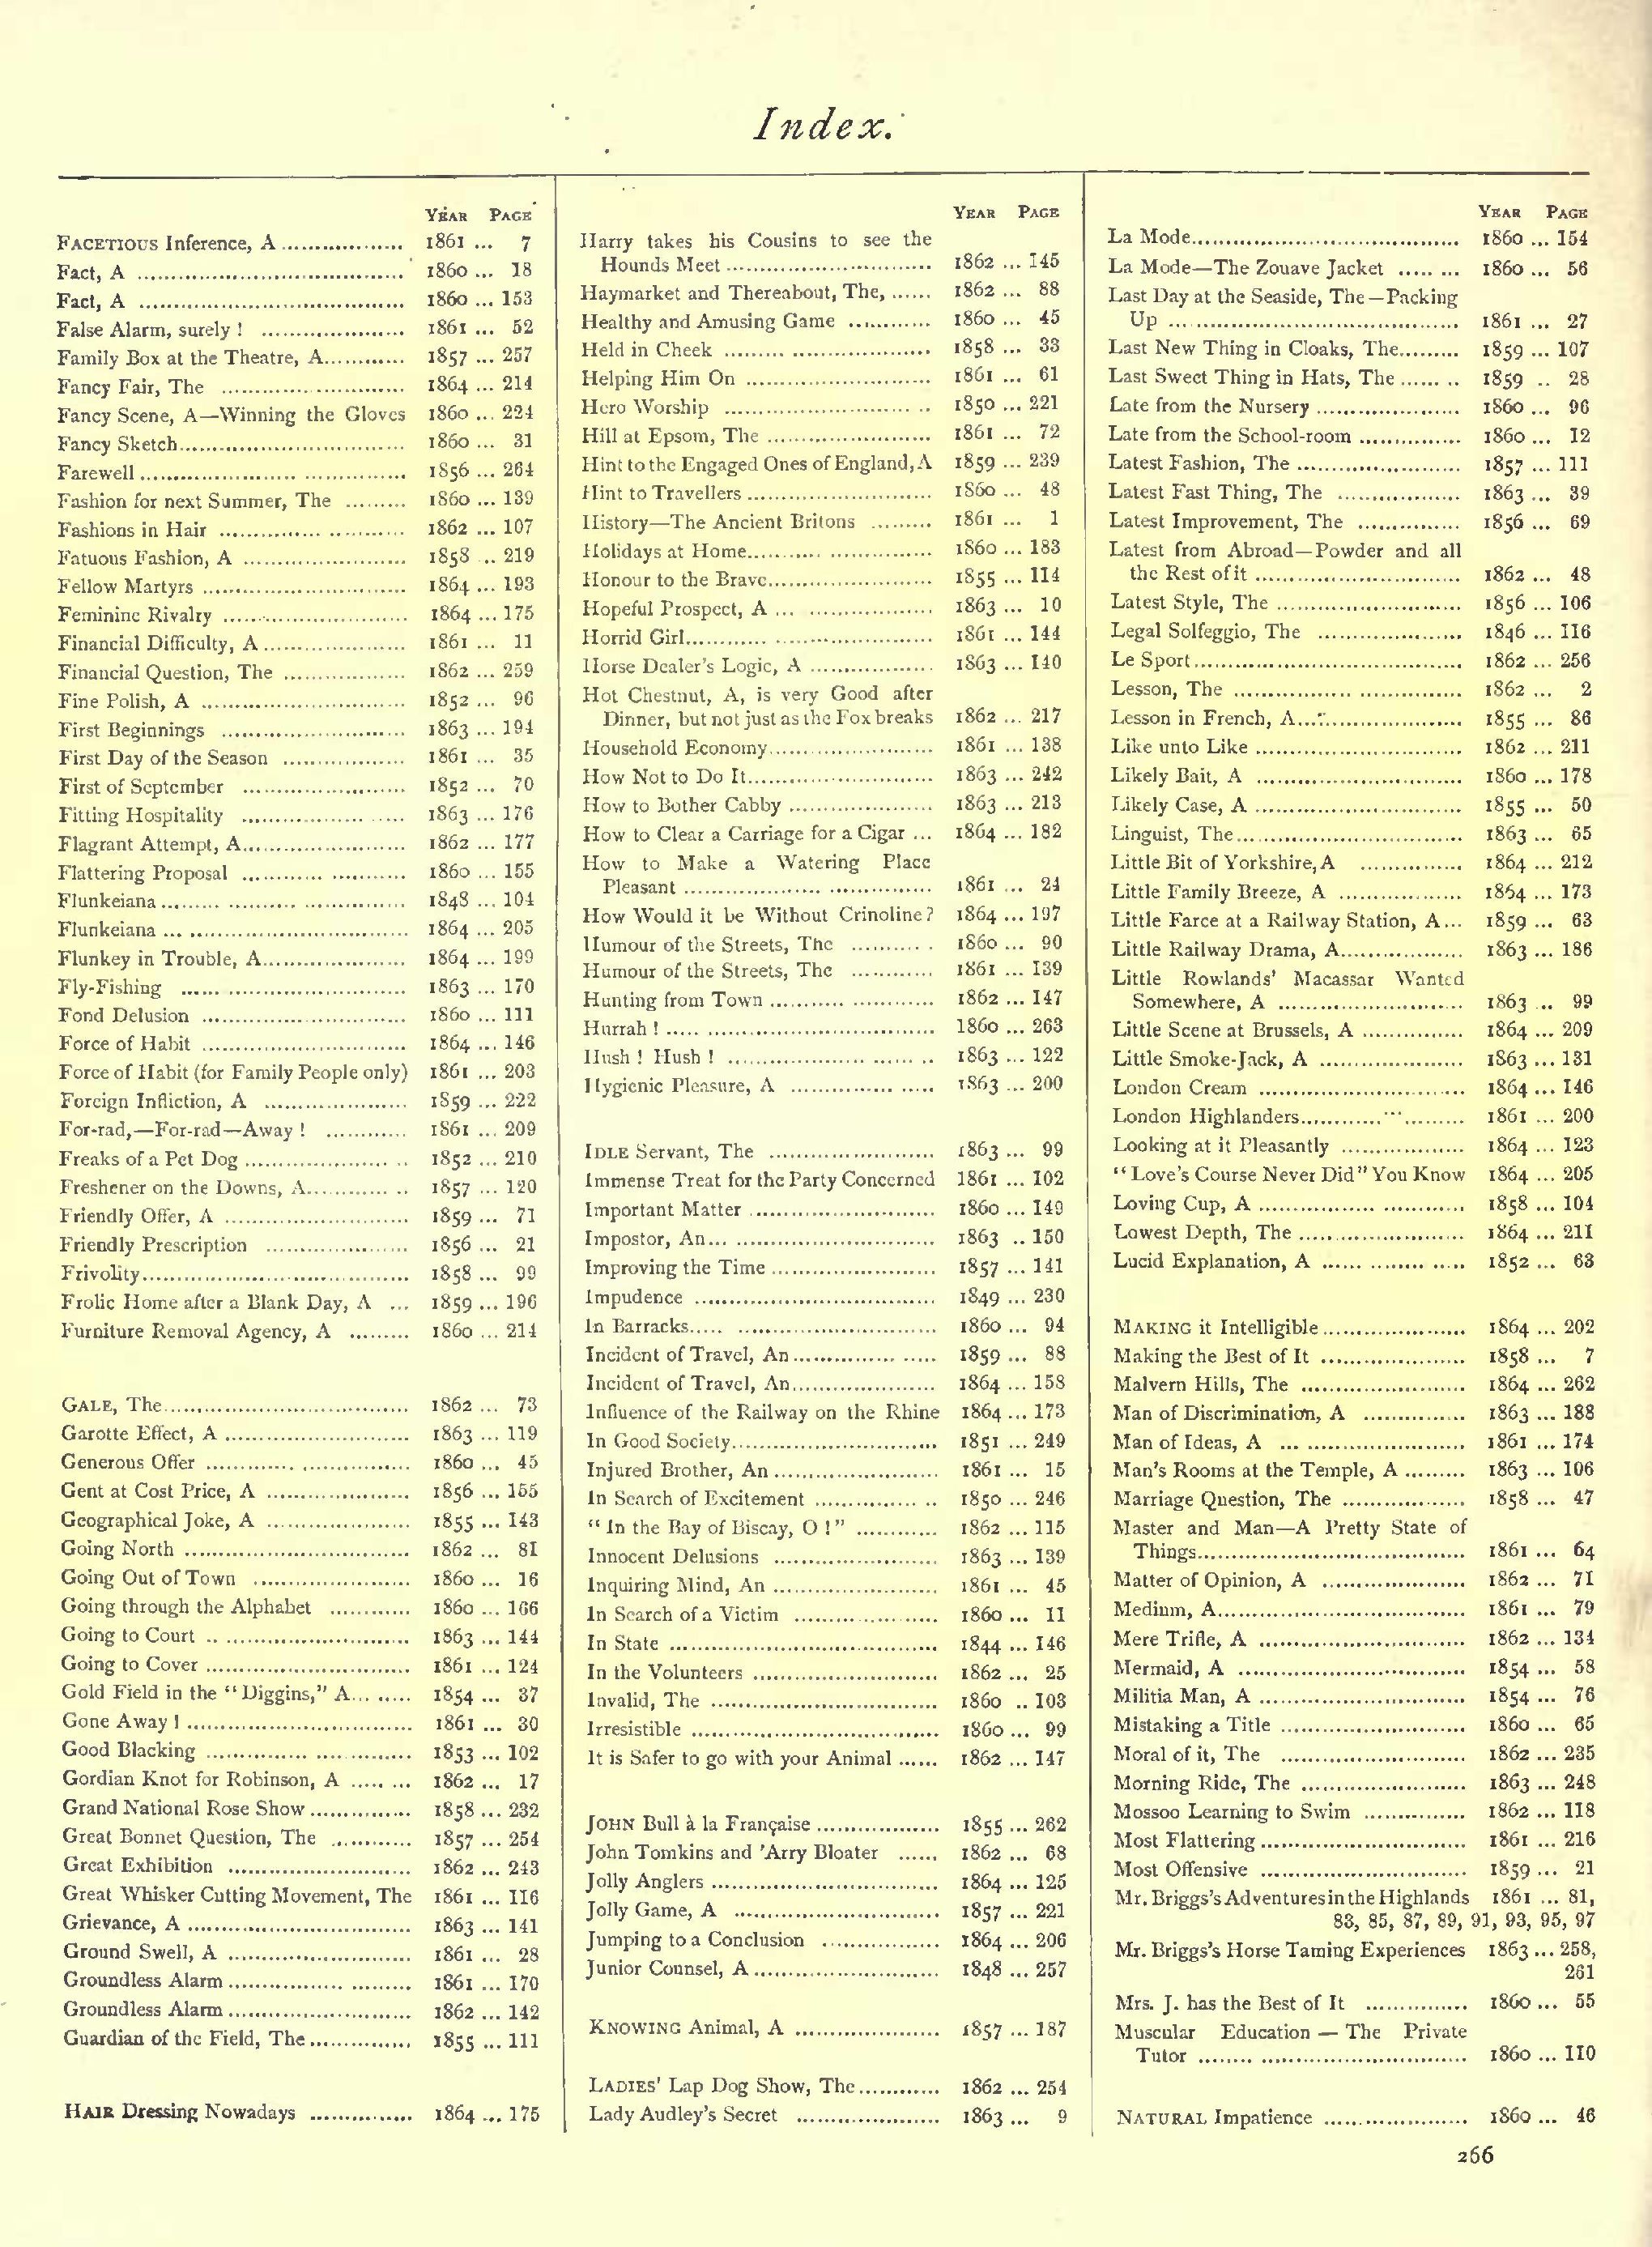 Index.
YEAR PAGE
FACETIOUS Inference, A .................. 1861 ... 7
Fact, A .................. 1860 ... 18
Fact, A .................. 1860 ... 153
False Alarm, surely ! .................. 1861 ... 52
Family Box at the Theatre, A............ 1857 ... 257
Fancy Fair, The .................. 1864 ... 214
Fancy Scene, A—Winning the Gloves 1860 ... 224
Fancy Sketch.................. 1860 ... 31
Farewell .................. 1856 ... 264
Fashion for next Summer, The ......... 1860 ... 139
Fashions in Hair .................. 1862 ... 107
Fatuous Fashion, A .................. 1858 ... 219
Fellow Martyrs .................. 1864 ... 193
Feminine Rivalry .................. 1864 ... 175
Financial Difficulty, A .................. 1861 ... 11
Financial Question, The .................. 1862 ... 259
Fine Polish, A .................. 1852 ... 96
First Beginnings .................. 1863 ... 194
First Day of the Season .................. 1861 ... 35
First of September .................. 1852 ... 70
Fitting Hospitality .................. 1863 ... 176
Flagrant Attempt, A.................. 1862 ... 177
Flattering Proposal .................. 1860 ... 155
Flunkeiana .................. 1848 ... 104
Flunkeiana .................. 1864 ... 205
Flunkey in Trouble, A.................. 1864 ... 199
Fly-Fishing .................. 1863 ... 170
Fond Delusion .................. 1860 ... 111
Force of Habit .................. 1864 ... 146
Force of Habit (for Family People only) 1861 ... 203
Foreign Infliction, A .................. 1859 ... 222
For-rad,—For-rad—Away ! ............ 1861 ... 209
Freaks of a Pet Dog .................. 1852 ... 210
Freshener on the Downs, A............ 1857 ... 120
Friendly Offer, A .................. 1859 ... 71
Friendly Prescription .................. 1856 ... 21
Frivolity.................. 1858 ... 99
Frolic Home after a Blank Day, A ... 1859 ... 196
Furniture Removal Agency, A ......... 1860 ... 214
GALE, The.................. 1862 ... 73
Garotte Effect, A .................. 1863 ... 119
Generous Offer .................. 1860 ... 45
Gent at Cost Price, A .................. 1856 ... 155
Geographical Joke, A .................. 1855 ... 143
Going North .................. 1862 ... 81
Going Out of Town .................. 1860 ... 16
Going through the Alphabet ............ 1860 ... 166
Going to Court .................. 1863 ... 144
Going to Cover .................. 1861 ... 124
Gold Field in the "Diggins," A......... 1854 ... 37
Gone Away ! .................. 1861 ... 30
Good Blacking .................. 1853 ... 102
Gordian Knot for Robinson, A ......... 1862 ... 17
Grand National Rose Show ............... 1858 ... 232
Great Bonnet Question, The ............ 1857 ... 254
Great Exhibition .................. 1862 ... 243
Great Whisker Cutting Movement, The 1861 ... 116
Grievance, A .................. 1863 ... 141
Ground Swell, A .................. 1861 ... 28
Groundless Alarm .................. 1861 ... 170
Groundless Alarm .................. 1862 ... 142
Guardian of the Field, The ............... 1855 ... 111
HAIR Dressing Nowadays ............... 1864 ... 175
YEAR PAGE
Harry takes his Cousins to see the
Hounds Meet .................. 1862 ... 145
Haymarket and Thereabout, The, ...... 1862 ... 88
Healthy and Amusing Game ............ 1860 ... 45
Held in Cheek .................. 1858 ... 33
Helping Him On .................. 1861 ... 61
Hero Worship .................. 1850 ... 221
Hill at Epsom, The .................. 1861 ... 72
Hint to the Engaged Ones of England, A 1859 ... 239
Hint to Travellers .................. 1860 ... 48
History—The Ancient Britons ......... 1861 ... 1
Holidays at Home.................. 1860 ... 183
Honour to the Brave.................. 1855 ... 114
Hopeful Prospect, A .................. 1863 ... 10
Horrid Girl.................. 1861 ... 144
Horse Dealer's Logic, A .................. 1863 ... 140
Hot Chestnut, A, is very Good after
Dinner, but not just as the Fox breaks 1862 ... 217
Household Economy.................. 1861 ... 138
How Not to Do It.................. 1863 ... 242
How to Bother Cabby .................. 1863 ... 213
How to Clear a Carriage for a Cigar ... 1864 ... 182
How to Make a Watering Place
Pleasant .................. 1861 ... 24
How Would it be Without Crinoline? 1864 ... 197
Humour of the Streets, The ............ 1860 ... 90
Humour of the Streets, The ............ 1861 ... 139
Hunting from Town .................. 1862 ... 147
Hurrah ! .................. 1860 ... 263
Hush ! Hush ! .................. 1863 ... 122
Hygienic Pleasure, A .................. 1863 ... 200
IDLE Servant, The .................. 1863 ... 99
Immense Treat for the Party Concerned 1861 ... 102
Important Matter .................. 1860 ... 149
Impostor, An .................. 1863 .. 150
Improving the Time .................. 1857 ... 141
Impudence .................. 1849 ... 230
In Barracks.................. 1860 ... 94
Incident of Travel, An .................. 1859 ... 88
Incident of Travel, An.................. 1864 ... 158
Influence of the Railway on the Rhine 1864 ... 173
In Good Society.................. 1851 ... 249
Injured Brother, An .................. 1861 ... 15
In Search of Excitement .................. 1850 ... 246
"In the Bay of Biscay, O !" ............ 1862 ... 115
Innocent Delusions .................. 1863 ... 139
Inquiring Mind, An .................. 1861 ... 45
In Search of a Victim .................. 1860 ... 11
In State .................. 1844 ... 146
In the Volunteers .................. 1862 ... 25
Invalid, The .................. 1860 .. 103
Irresistible .................. 1860 ... 99
It is Safer to go with your Animal ...... 1862 ... 147
JOHN Bull à la Française .................. 1855 ... 262
John Tomkins and 'Arry Bloater ...... 1862 ... 68
Jolly Anglers .................. 1864 ... 125
Jolly Game, A .................. 1857 ... 221
Jumping to a Conclusion ............... 1864 ... 206
Junior Counsel, A .................. 1848 ... 257
KNOWING Animal, A .................. 1857 ... 187
LADIES' Lap Dog Show, The............ 1862 ... 254
Lady Audley's Secret .................. 1863 ... 9
YEAR PAGE
La Mode.................. 1860 ... 154
La Mode—The Zouave Jacket ........ 1860 ... 56
Last Day at the Seaside, The—Packing
Up .................. 1861 ... 27
Last New Thing in Cloaks, The......... 1859 ... 107
Last Sweet Thing in Hats, The ........ 1859 .. 28
Late from the Nursery .................. 1860 ... 96
Late from the School-room ............... 1860 ... 12
Latest Fashion, The .................. 1857 ... 111
Latest Fast Thing, The .................. 1863 ... 39
Latest Improvement, The ............... 1856 ... 69
Latest from Abroad—Powder and all
the Rest of it .................. 1862 ... 48
Latest Style, The .................. 1856 ... 106
Legal Solfeggio, The .................. 1846 ... 116
Le Sport .................. 1862 ... 256
Lesson, The .................. 1862 ... 2
Lesson in French, A.................. 1855 ... 86
Like unto Like .................. 1862 ... 211
Likely Bait, A .................. 1860 ... 178
Likely Case, A .................. 1855 ... 50
Linguist, The .................. 1863 ... 65
Little Bit of Yorkshire, A ............... 1864 ... 212
Little Family Breeze, A .................. 1864 ... 173
Little Farce at a Railway Station, A... 1859 ... 63
Little Railway Drama, A.................. 1863 ... 186
Little Rowlands' Macassar Wanted
Somewhere, A .................. 1863 ... 99
Little Scene at Brussels, A ............... 1864 ... 209
Little Smoke-Jack, A .................. 1863 ... 131
London Cream .................. 1864 ... 146
London Highlanders.................. 1861 ... 200
Looking at it Pleasantly .................. 1864 ... 123
"Love's Course Never Did" You Know 1864 ... 205
Loving Cup, A .................. 1858 ... 104
Lowest Depth, The .................. 1864 ... 211
Lucid Explanation, A .................. 1852 ... 63
MAKING it Intelligible .................. 1864 ... 202
Making the Best of It .................. 1858 ... 7
Malvern Hills, The .................. 1864 ... 262
Man of Discrimination, A ............... 1863 ... 188
Man of Ideas, A .................. 1861 ... 174
Man's Rooms at the Temple, A ......... 1863 ... 106
Marriage Question, The .................. 1858 ... 47
Master and Man—A Pretty State of
Things.................. 1861 ... 64
Matter of Opinion, A .................. 1862 ... 71
Medium, A.................. 1861 ... 79
Mere Trifle, A .................. 1862 ... 134
Mermaid, A .................. 1854 ... 58
Militia Man, A .................. 1854 ... 76
Mistaking a Title .................. 1860 ... 65
Moral of it, The .................. 1862 ... 235
Morning Ride, The .................. 1863 ... 248
Mossoo Learning to Swim ............... 1862 ... 118
Most Flattering .................. 1861 ... 216
Most Offensive .................. 1859 ... 21
Mr. Briggs's Adventures in the Highlands 1861 ... 81,
83, 85, 87, 89, 91, 93, 95, 97
Mr. Briggs's Horse Taming Experiences 1863 ... 258,
261
Mrs. J. has the Best of It ............... 1860 ... 55
Muscular Education — The Private
Tutor .................. 1860 ... 110
NATURAL Impatience .................. 1860 ... 46
266